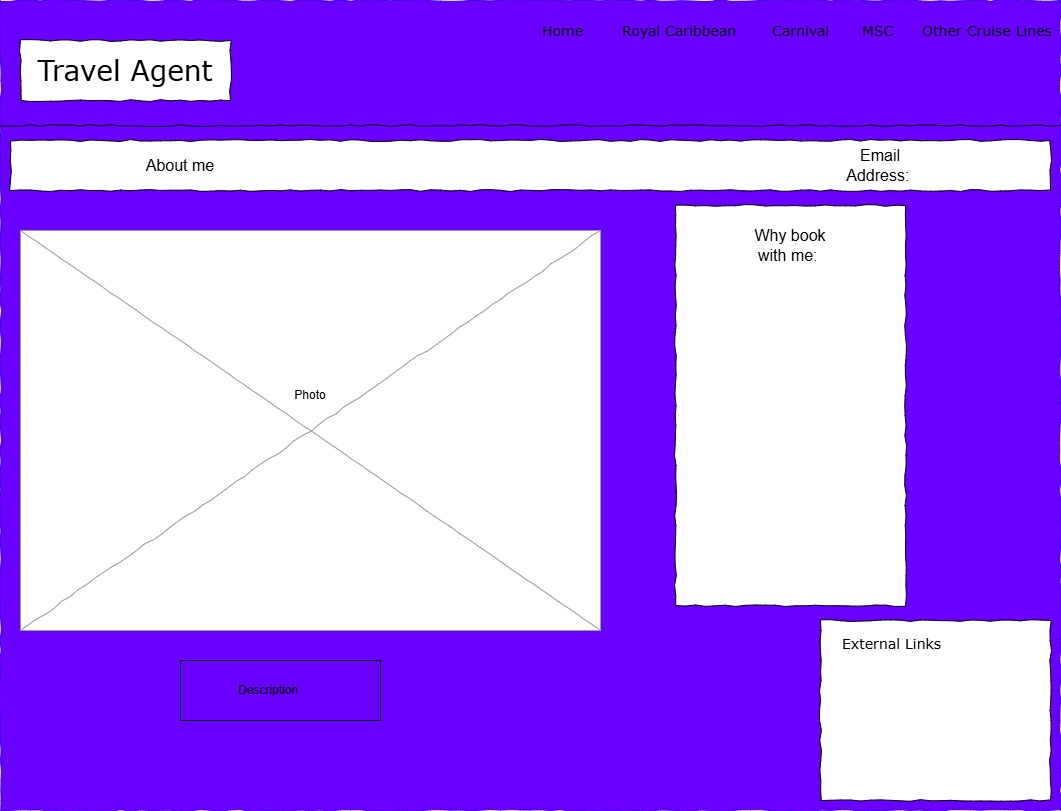 Home Royal Caribbean Carnival MSC Other Cruise Lines
Travel Agent
About me
Email
Address:
Why book
with me:
Photo
External Links
Description